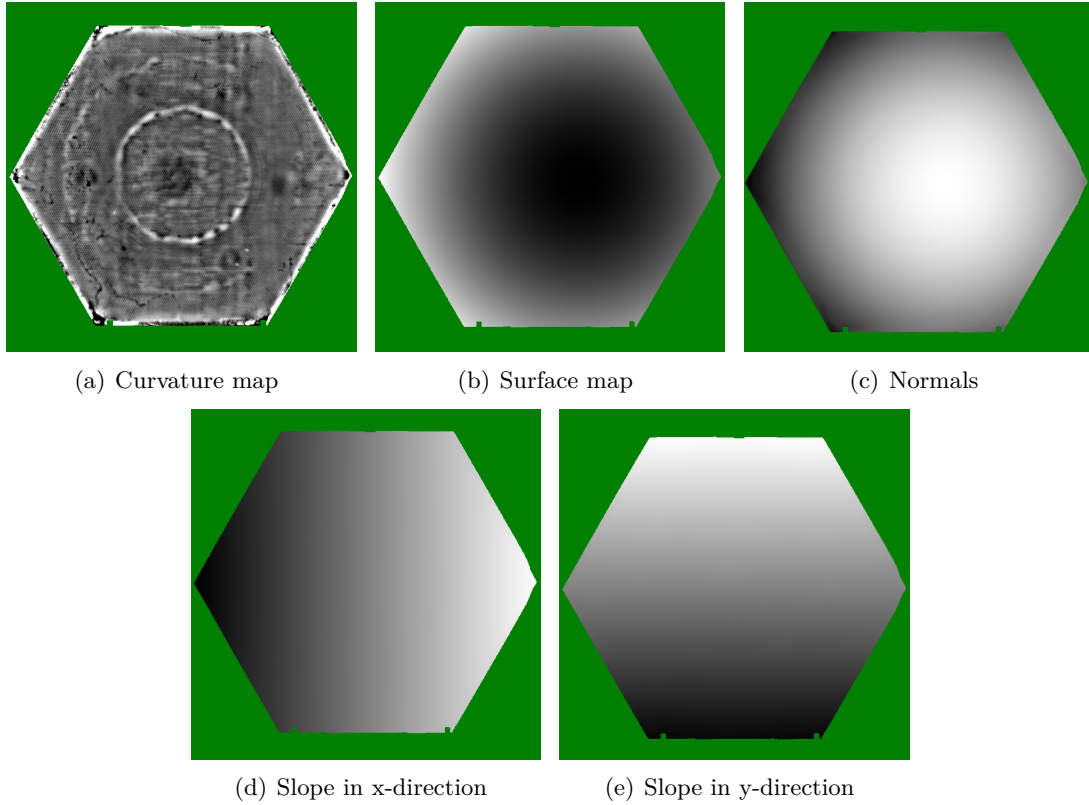 (a) Curvature map
(b) Surface map
(c) Normals
(d) Slope in x-direction
(e) Slope in y-direction